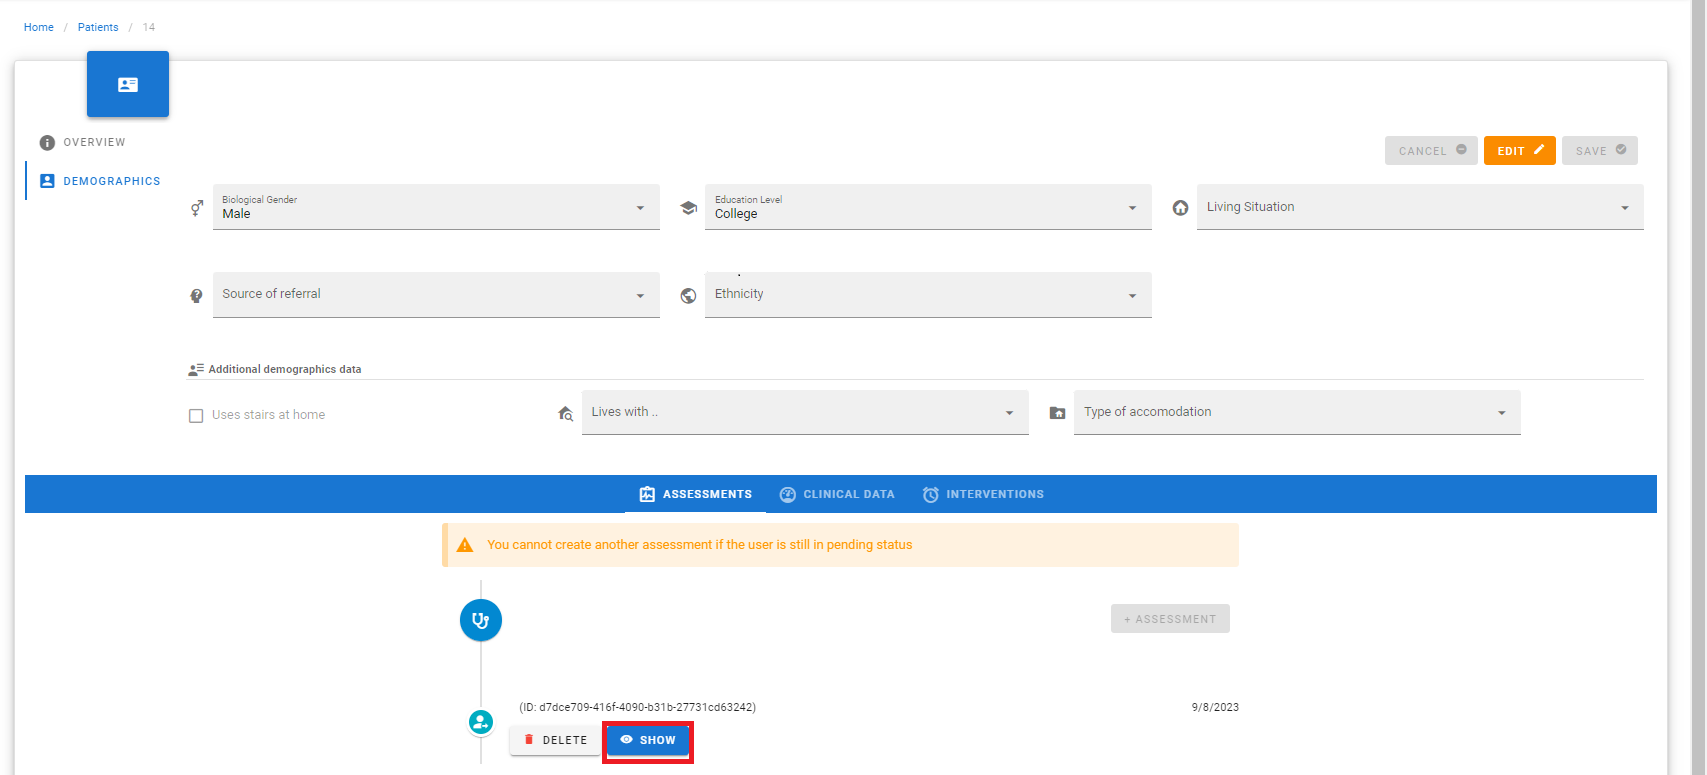 Home / Patients / 14
OVERVIEW
DEMOGRAPHICS
CANCEL EDIT SAVE
Biological Gender
Male
Education Level
College
Living Situation
Source of referral
Ethnicity
Additional demographics data
Uses stairs at home
Lives with ..
Type of accomodation
ASSESSMENTS CLINICAL DATA INTERVENTIONS
You cannot create another assessment if the user is still in pending status
+ ASSESSMENT
(ID: d7dce709-416f-4090-b31b-27731cd63242) 9/8/2023
DELETE SHOW